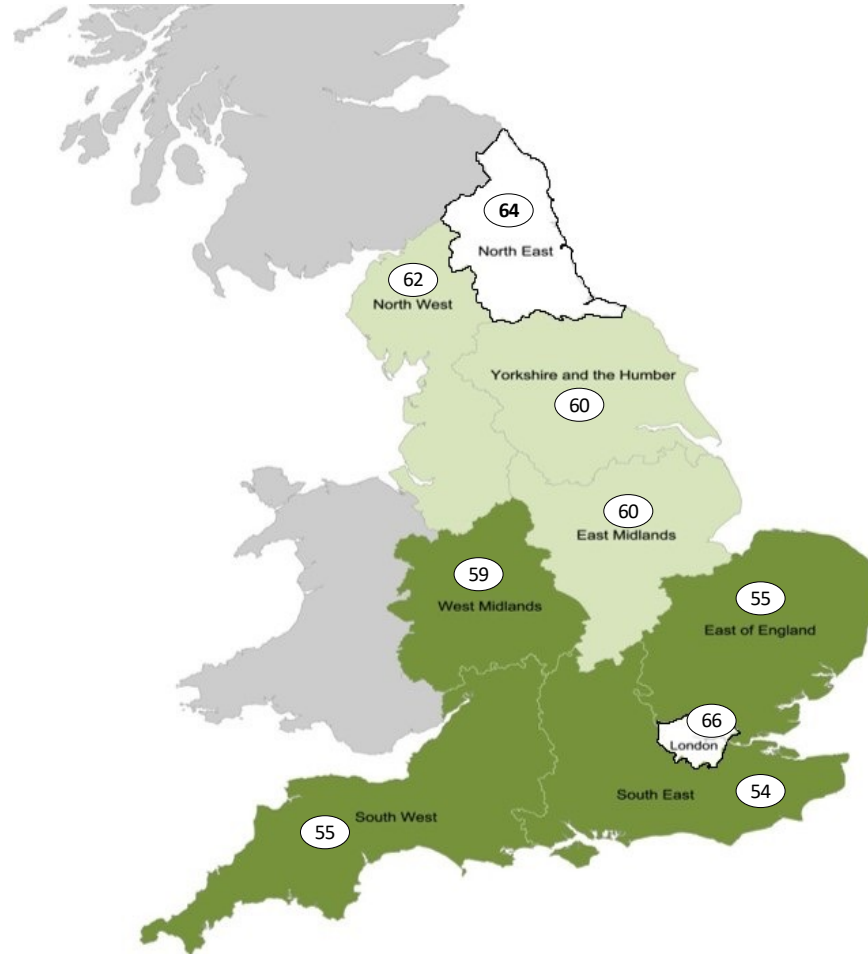 64
North East
62
North West
Yorkshire and the Humber
60
60
East Midlands
59
West Midlands
55
East of England
66
London
54
South East
South West
55